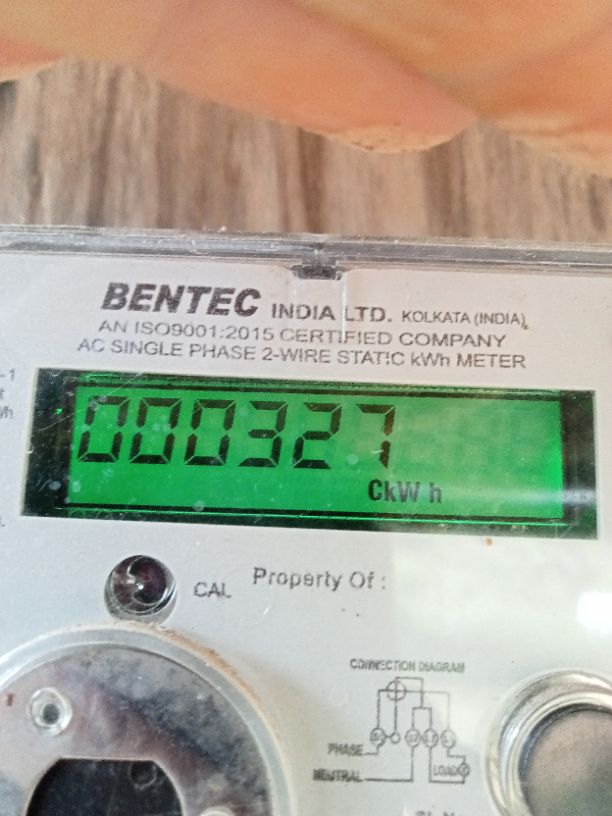 BENTEC INDIA LTD. KOLKATA (INDIA)
AN ISO9001:2015 CERTIFIED COMPANY
AC SINGLE PHASE 2-WIRE STATIC kWh METER
000327
CkW h
CAL
Property Of :
CONNECTION DIAGRAM
PHASE
NEUTRAL
LOAD